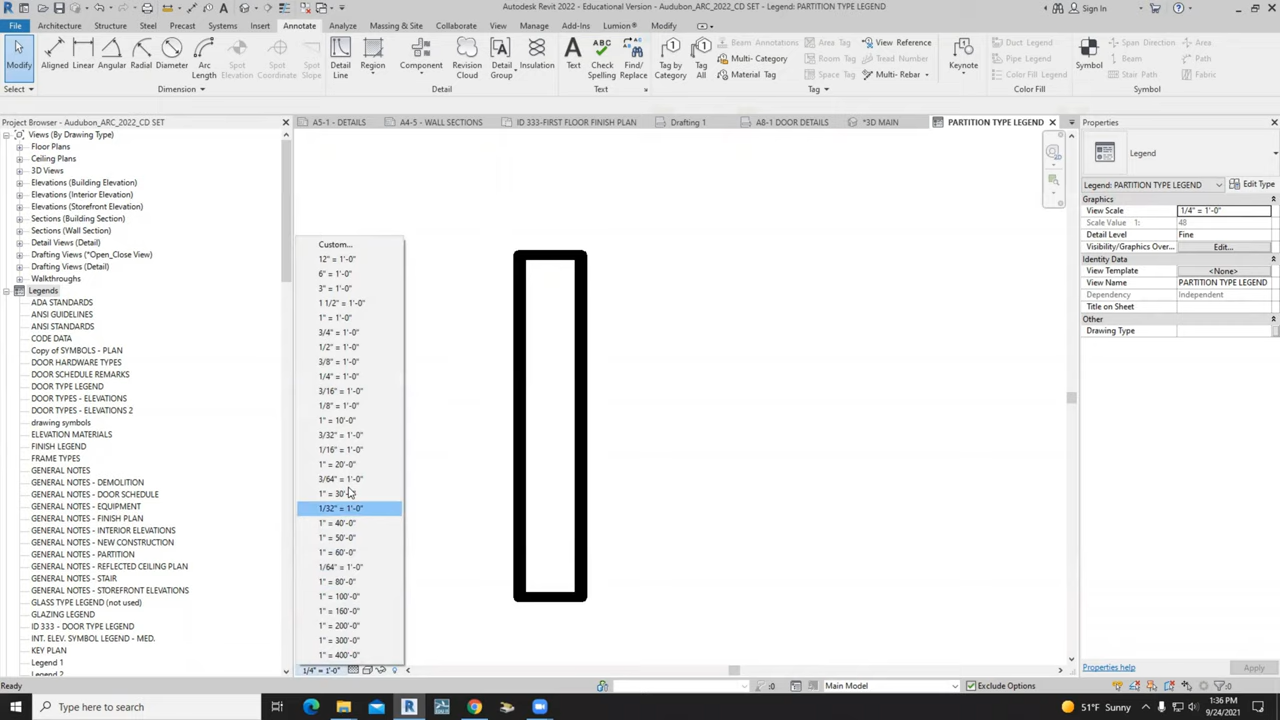 Autodesk Revit 2022 - Educational Version - Audubon_ARC_2022_CD SET - Legend: PARTITION TYPE LEGEND
Sign In
File Architecture Structure Steel Precast Systems Insert Annotate Analyze Massing & Site Collaborate View Manage Add-Ins Lumion® Modify
Modify Aligned Linear Angular Radial Diameter Arc Length Spot Elevation Spot Coordinate Spot Slope Detail Line Region Component Revision Cloud Detail Group Insulation Text Check Spelling Find/ Replace Tag by Category Tag All Beam Annotations Multi- Category Material Tag Area Tag Room Tag Space Tag View Reference Tread Number Multi- Rebar Keynote Duct Legend Pipe Legend Color Fill Legend Symbol Span Direction Beam Stair Path Area Path Fabric
Select Dimension Detail Text Tag Color Fill Symbol
Project Browser - Audubon_ARC_2022_CD SET
Views (By Drawing Type)
Floor Plans
Ceiling Plans
3D Views
Elevations (Building Elevation)
Elevations (Interior Elevation)
Elevations (Storefront Elevation)
Sections (Building Section)
Sections (Wall Section)
Detail Views (Detail)
Drafting Views (*Open_Close View)
Drafting Views (Detail)
Walkthroughs
Legends
ADA STANDARDS
ANSI GUIDELINES
ANSI STANDARDS
CODE DATA
Copy of SYMBOLS - PLAN
DOOR HARDWARE TYPES
DOOR SCHEDULE REMARKS
DOOR TYPE LEGEND
DOOR TYPES - ELEVATIONS
DOOR TYPES - ELEVATIONS 2
drawing symbols
ELEVATION MATERIALS
FINISH LEGEND
FRAME TYPES
GENERAL NOTES
GENERAL NOTES - DEMOLITION
GENERAL NOTES - DOOR SCHEDULE
GENERAL NOTES - EQUIPMENT
GENERAL NOTES - FINISH PLAN
GENERAL NOTES - INTERIOR ELEVATIONS
GENERAL NOTES - NEW CONSTRUCTION
GENERAL NOTES - PARTITION
GENERAL NOTES - REFLECTED CEILING PLAN
GENERAL NOTES - STAIR
GENERAL NOTES - STOREFRONT ELEVATIONS
GLASS TYPE LEGEND (not used)
GLAZING LEGEND
ID 333 - DOOR TYPE LEGEND
INT. ELEV. SYMBOL LEGEND - MED.
KEY PLAN
Legend 1
Legend 2
A5-1 - DETAILS A4-5 - WALL SECTIONS ID 333-FIRST FLOOR FINISH PLAN Drafting 1 A8-1 DOOR DETAILS *3D MAIN PARTITION TYPE LEGEND
Custom...
12" = 1'-0"
6" = 1'-0"
3" = 1'-0"
1 1/2" = 1'-0"
1" = 1'-0"
3/4" = 1'-0"
1/2" = 1'-0"
3/8" = 1'-0"
1/4" = 1'-0"
3/16" = 1'-0"
1/8" = 1'-0"
1" = 10'-0"
3/32" = 1'-0"
1/16" = 1'-0"
1" = 20'-0"
3/64" = 1'-0"
1" = 30'-0"
1/32" = 1'-0"
1" = 40'-0"
1" = 50'-0"
1" = 60'-0"
1/64" = 1'-0"
1" = 80'-0"
1" = 100'-0"
1" = 160'-0"
1" = 200'-0"
1" = 300'-0"
1" = 400'-0"
1/4" = 1'-0"
Properties
Legend
Legend: PARTITION TYPE LEGEND Edit Type
Graphics
View Scale 1/4" = 1'-0"
Scale Value 1: 48
Detail Level Fine
Visibility/Graphics Over... Edit...
Identity Data
View Template <None>
View Name PARTITION TYPE LEGEND
Dependency Independent
Title on Sheet
Other
Drawing Type
Properties help Apply
Ready :0 Main Model Exclude Options :0
Type here to search 51°F Sunny 1:36 PM
9/24/2021